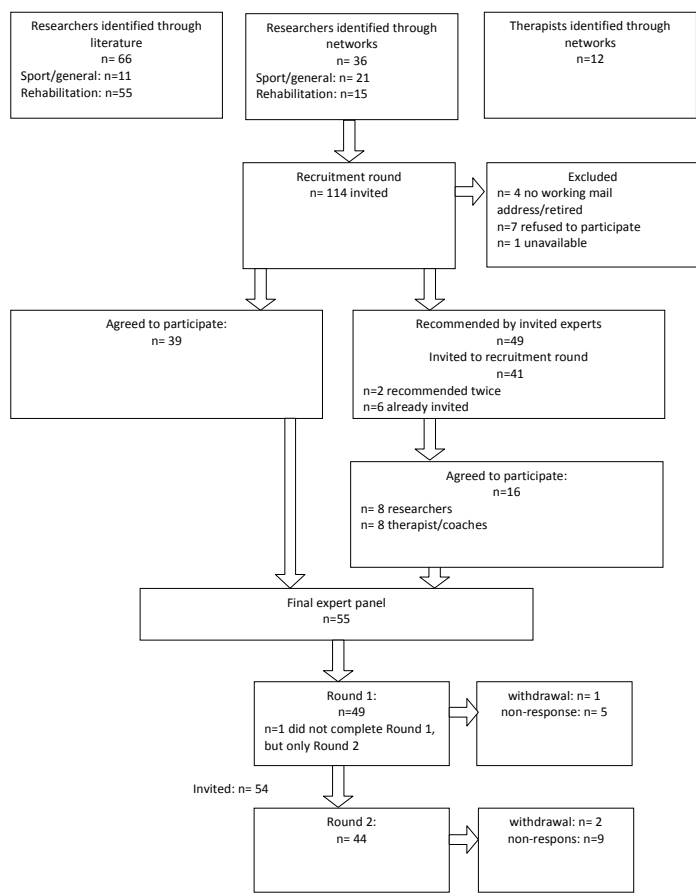 Researchers identified through
literature
n= 66
Sport/general: n=11
Rehabilitation: n=55
Researchers identified through
networks
n= 36
Sport/general: n= 21
Rehabilitation: n=15
Therapists identified through
networks
n=12
Recruitment round
n= 114 invited
Excluded
n= 4 no working mail
address/retired
n=7 refused to participate
n= 1 unavailable
Agreed to participate:
n= 39
Recommended by invited experts
n=49
Invited to recruitment round
n=41
n=2 recommended twice
n=6 already invited
Agreed to participate:
n=16
n= 8 researchers
n= 8 therapist/coaches
Final expert panel
n=55
Round 1:
n=49
n=1 did not complete Round 1,
but only Round 2
withdrawal: n= 1
non-response: n= 5
Invited: n= 54
Round 2:
n= 44
withdrawal: n= 2
non-respons: n=9